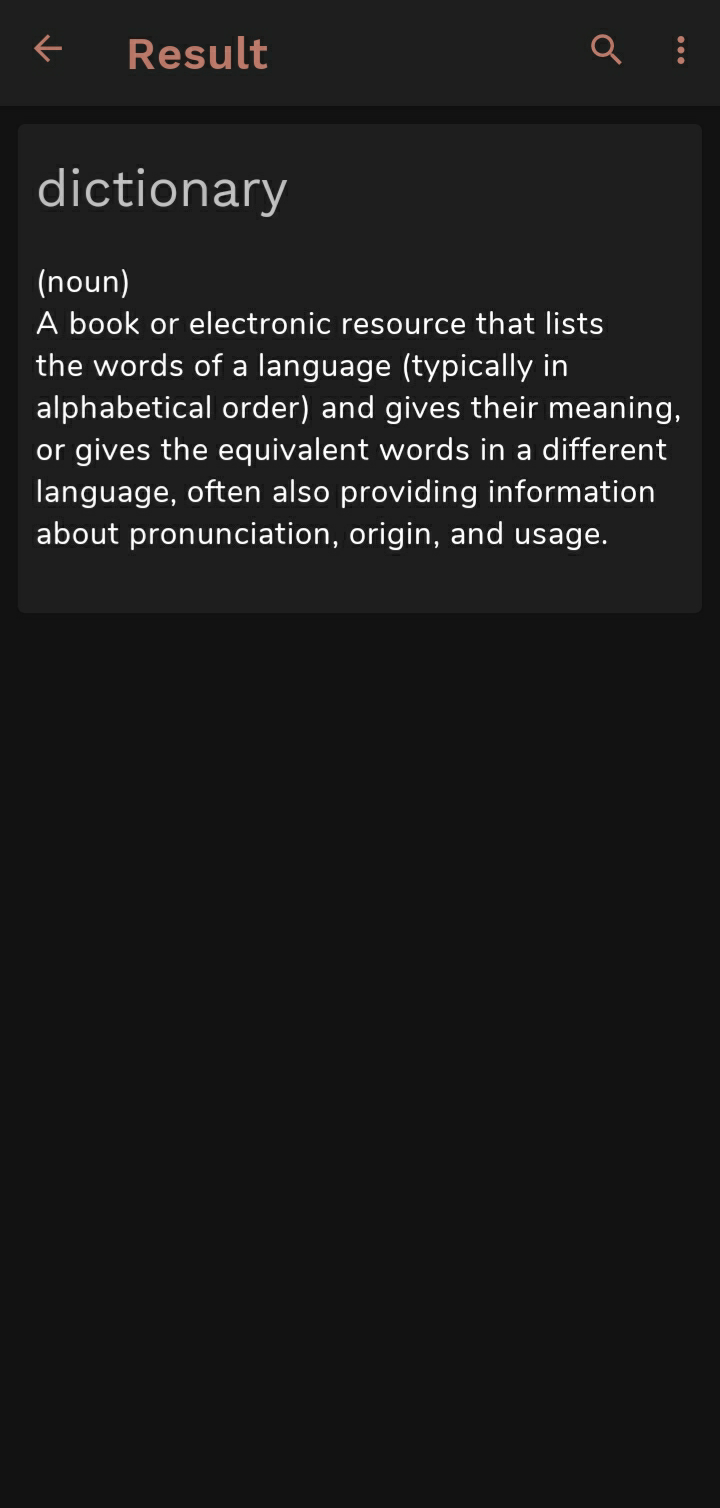 Result
dictionary
(noun)
A book or electronic resource that lists
the words of a language (typically in
alphabetical order) and gives their meaning,
or gives the equivalent words in a different
language, often also providing information
about pronunciation, origin, and usage.